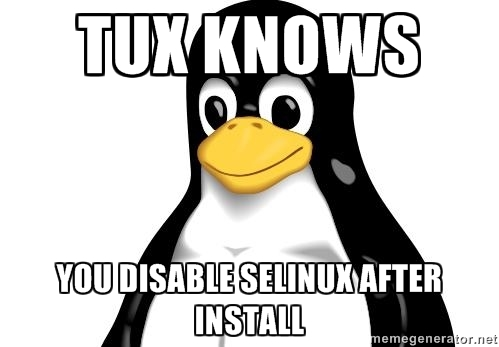 TUX KNOWS
YOU DISABLE SELINUX AFTER
INSTALL
memegenerator.net